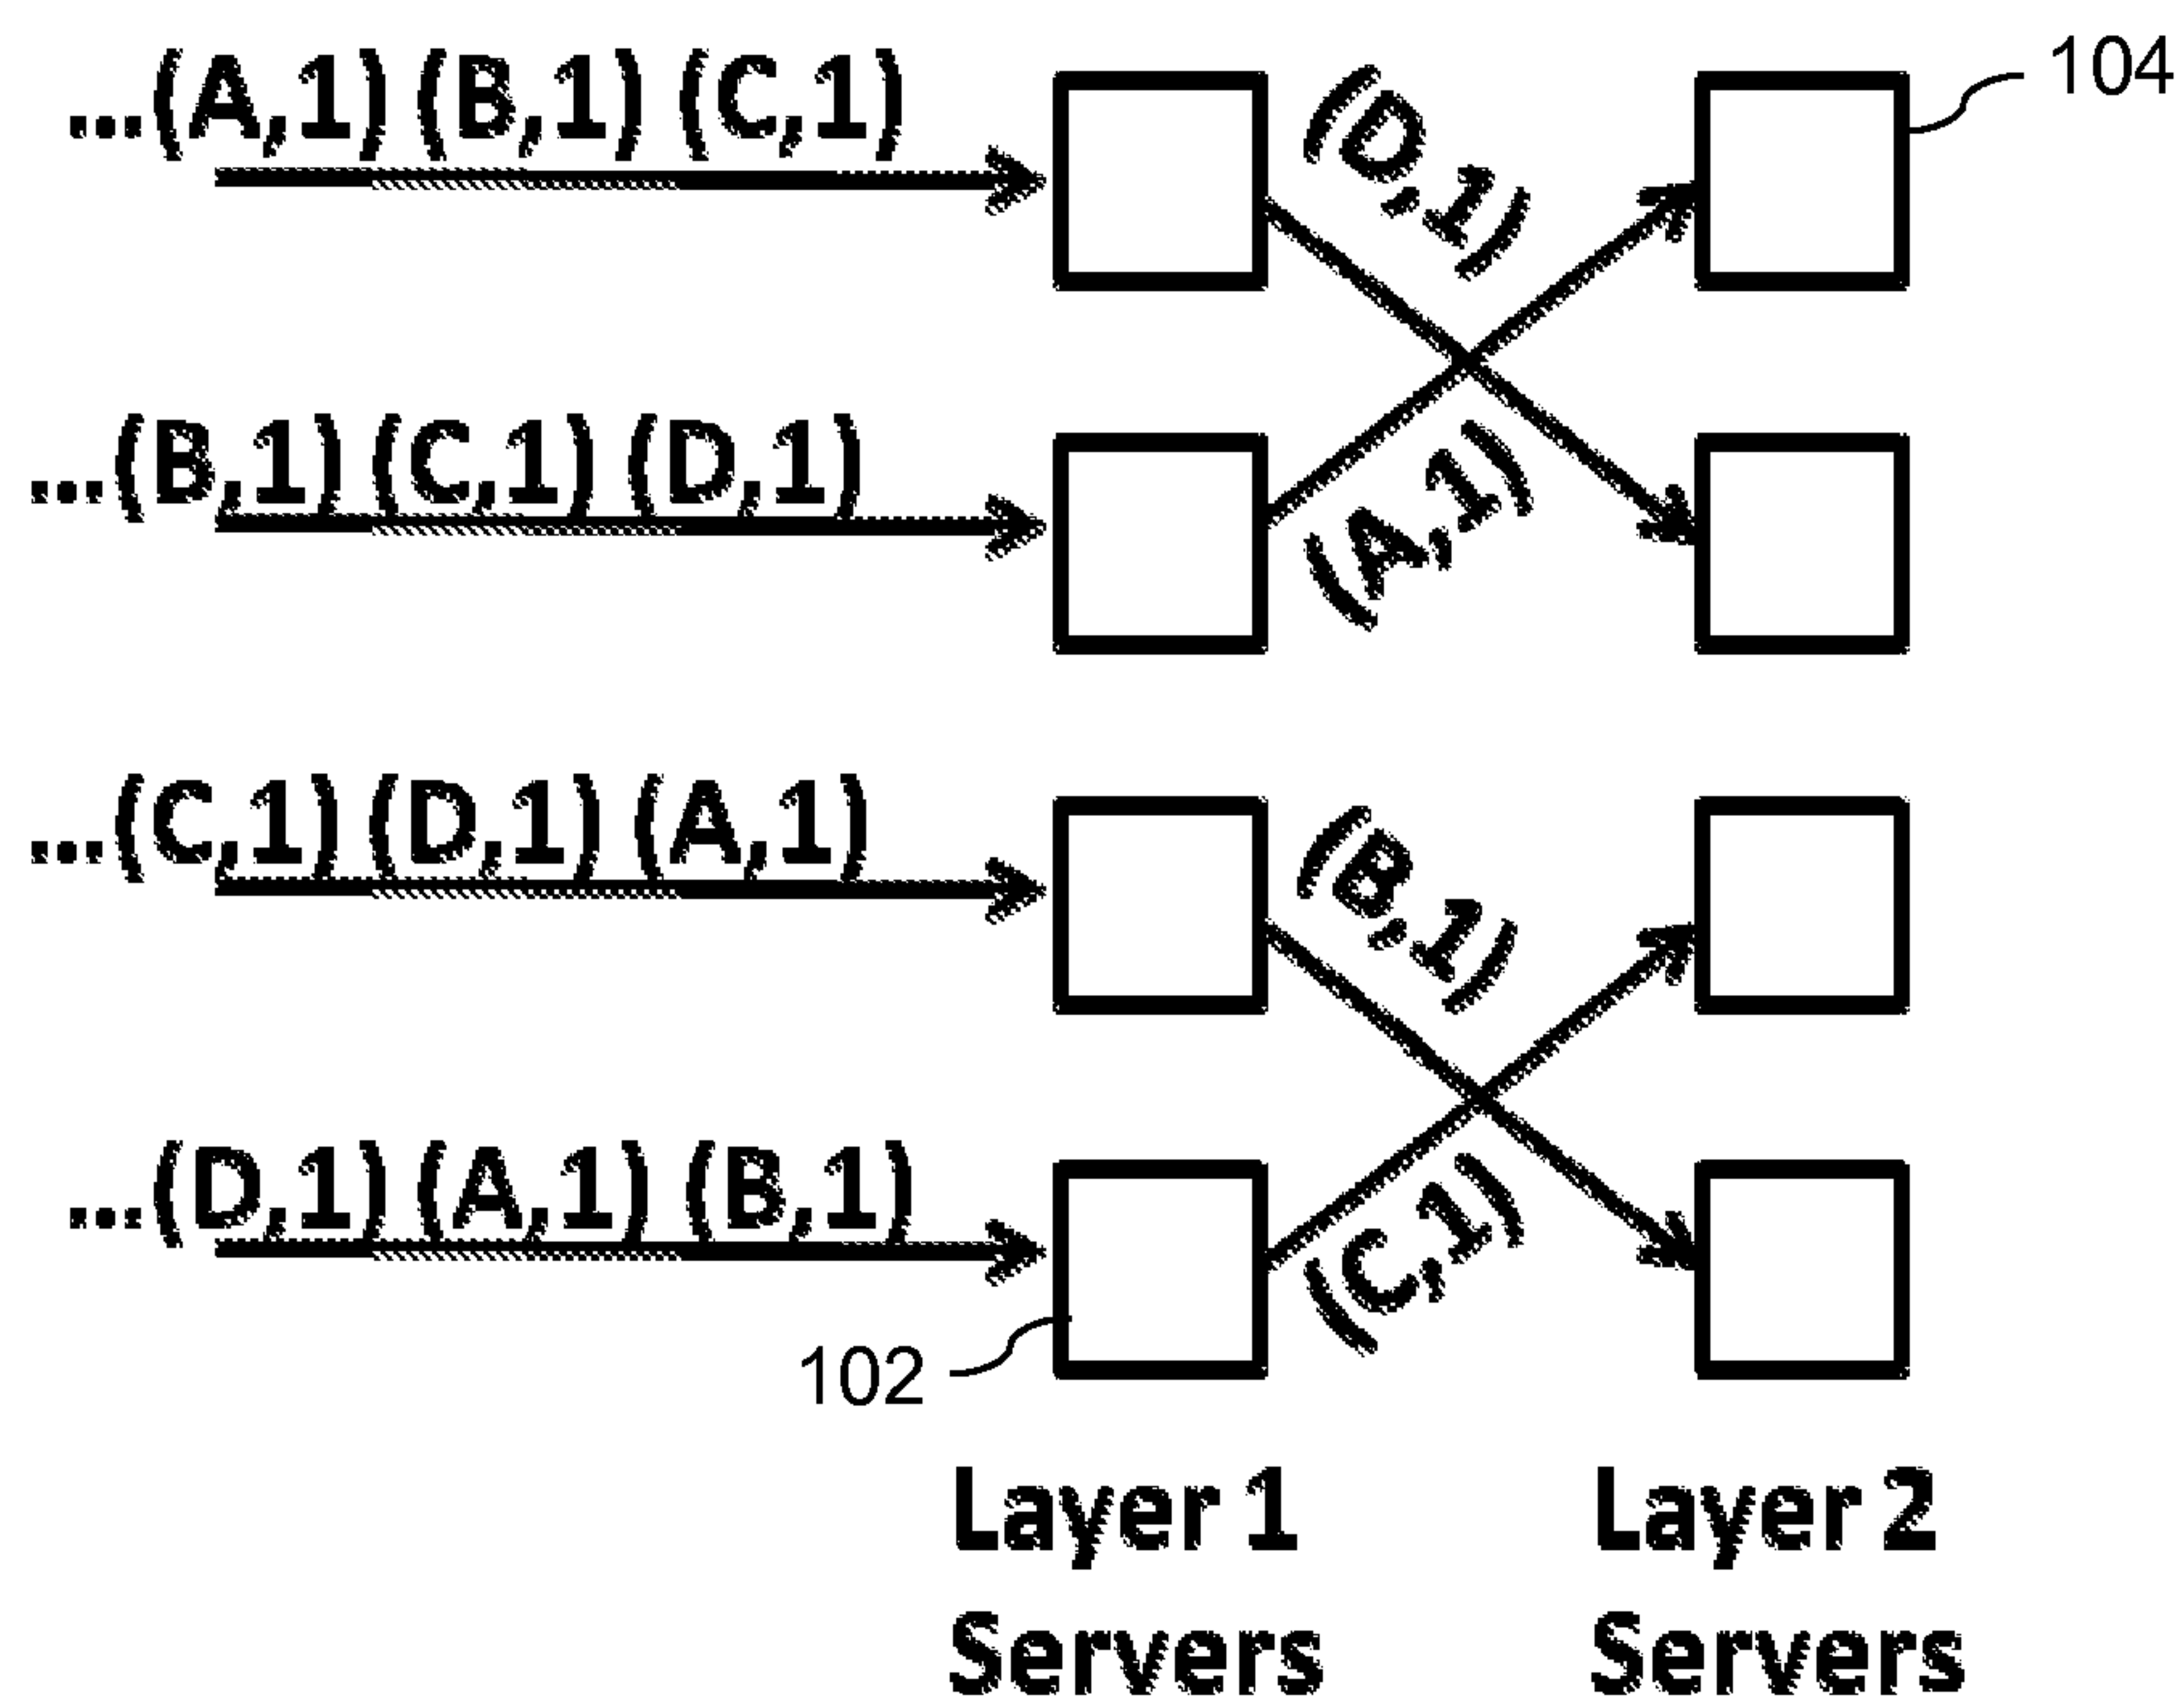 ...(A,1) (B,1) (C,1)
(D,1)
104
...(B,1) (C,1) (D,1)
(A,1)
...(C,1) (D,1) (A,1)
(B,1)
...(D,1) (A,1) (B,1)
(C,1)
102
Layer 1
Servers
Layer 2
Servers